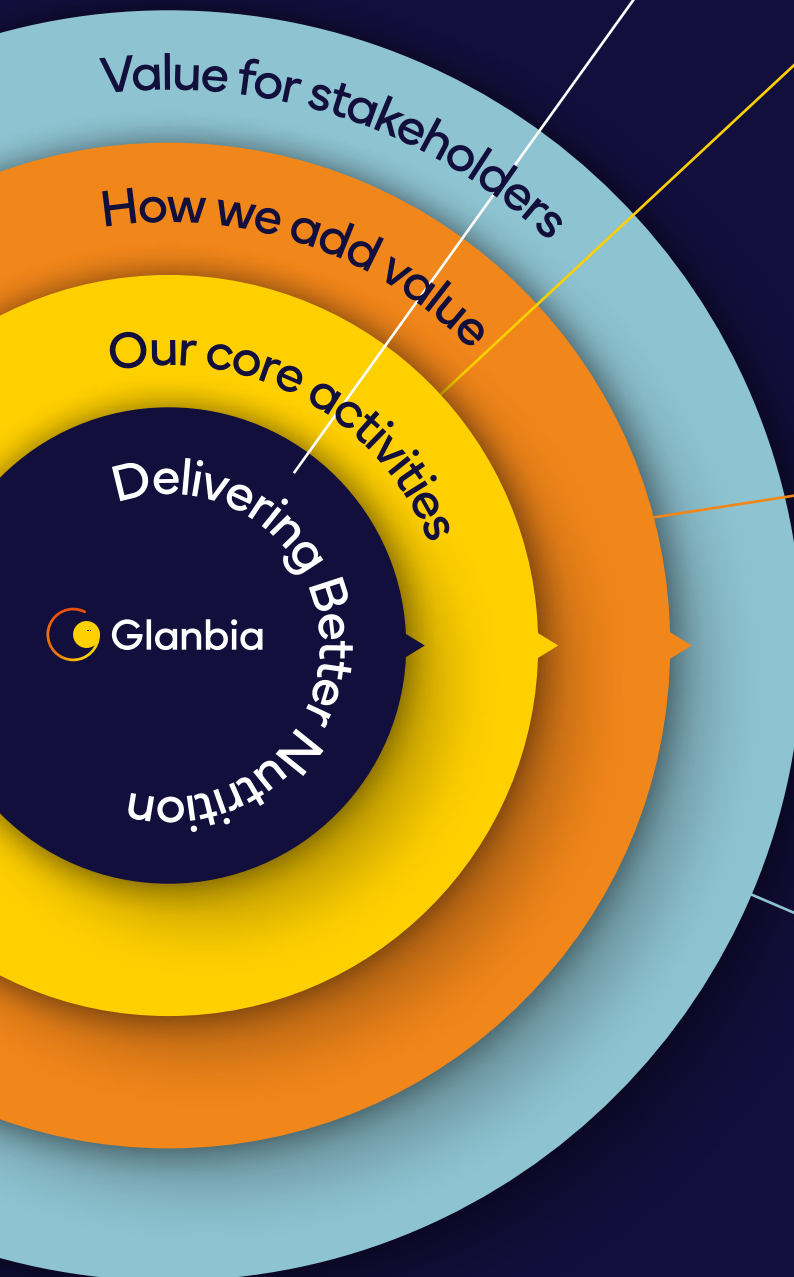 Value for stakeholders
How we add value
Our core activities
Delivering Better Nutrition
Glanbia